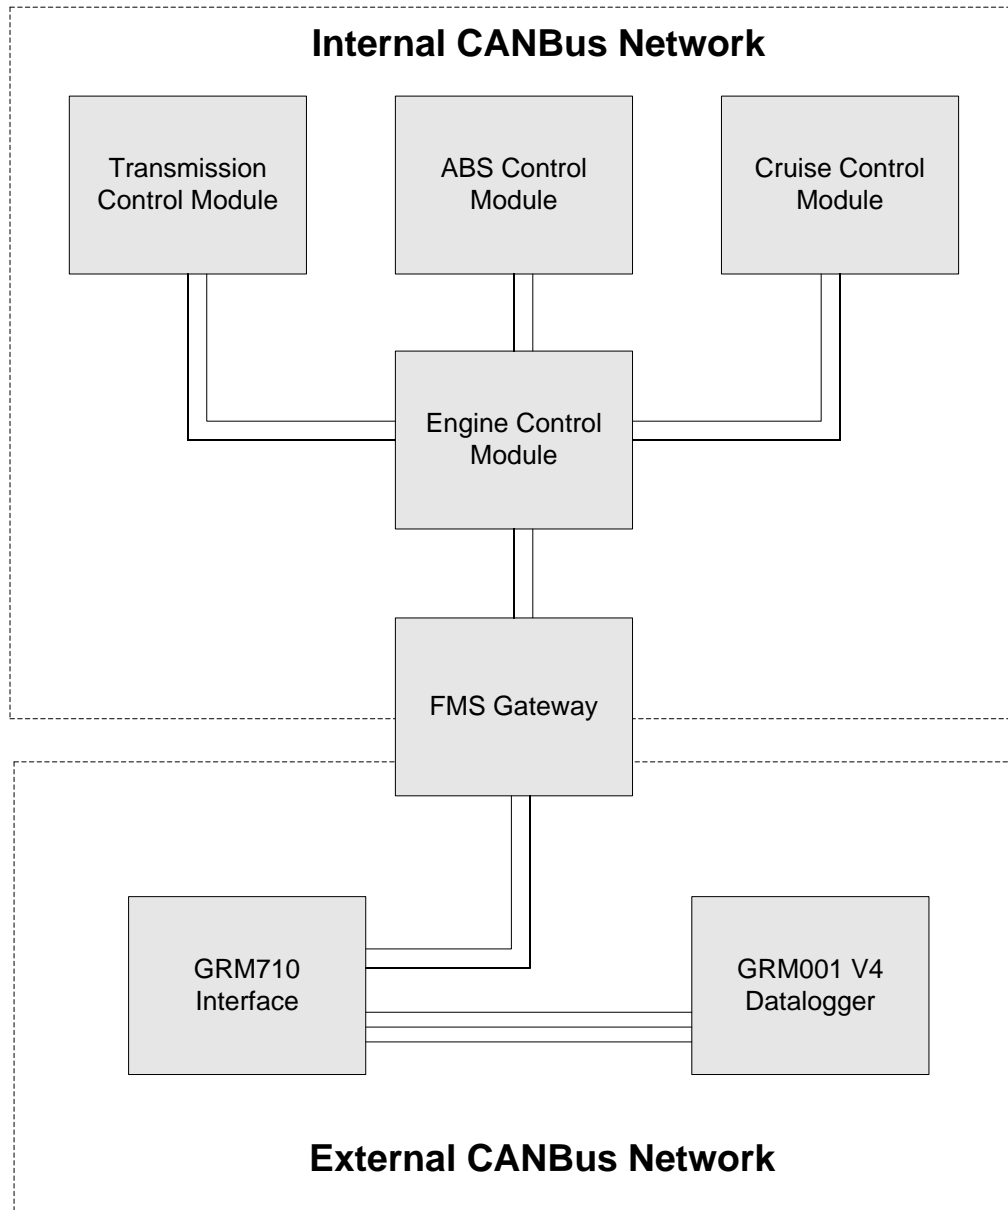 Internal CANBus Network
Transmission
Control Module
ABS Control
Module
Cruise Control
Module
Engine Control
Module
FMS Gateway
GRM710
Interface
GRM001 V4
Datalogger
External CANBus Network